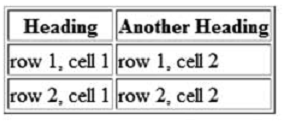 Heading Another Heading
row 1, cell 1 row 1, cell 2
row 2, cell 1 row 2, cell 2